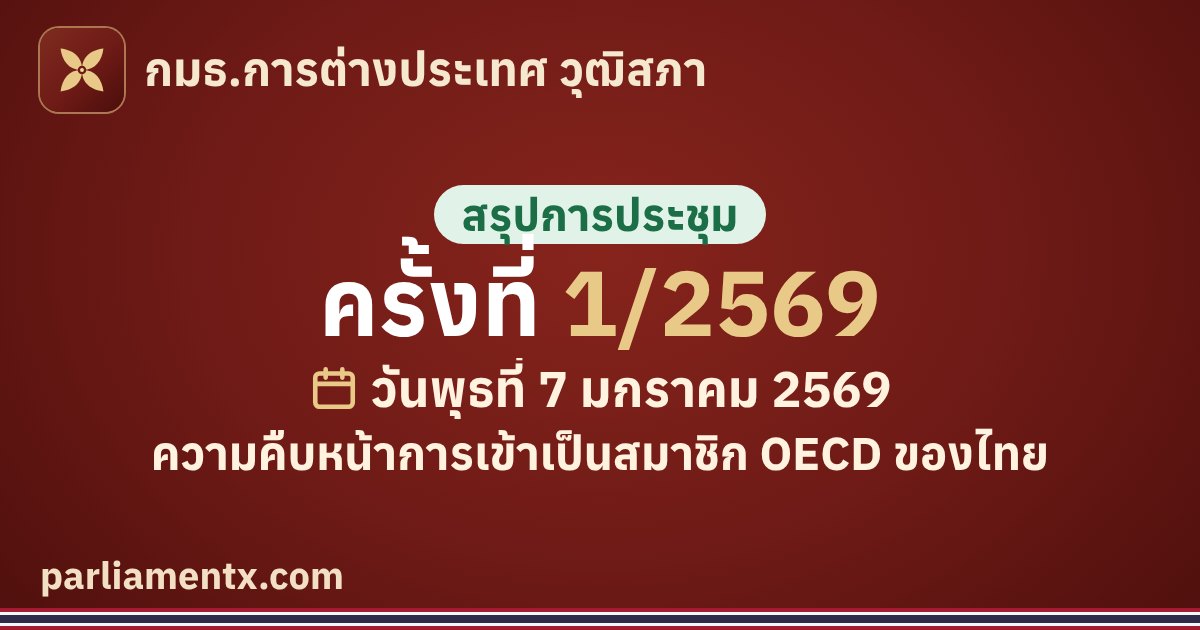 กมธ.การต่างประเทศ วุฒิสภา
สรุปการประชุม
ครั้งที่ 1/2569
วันพุธที่ 7 มกราคม 2569
ความคืบหน้าการเข้าเป็นสมาชิก OECD ของไทย
parliamentx.com